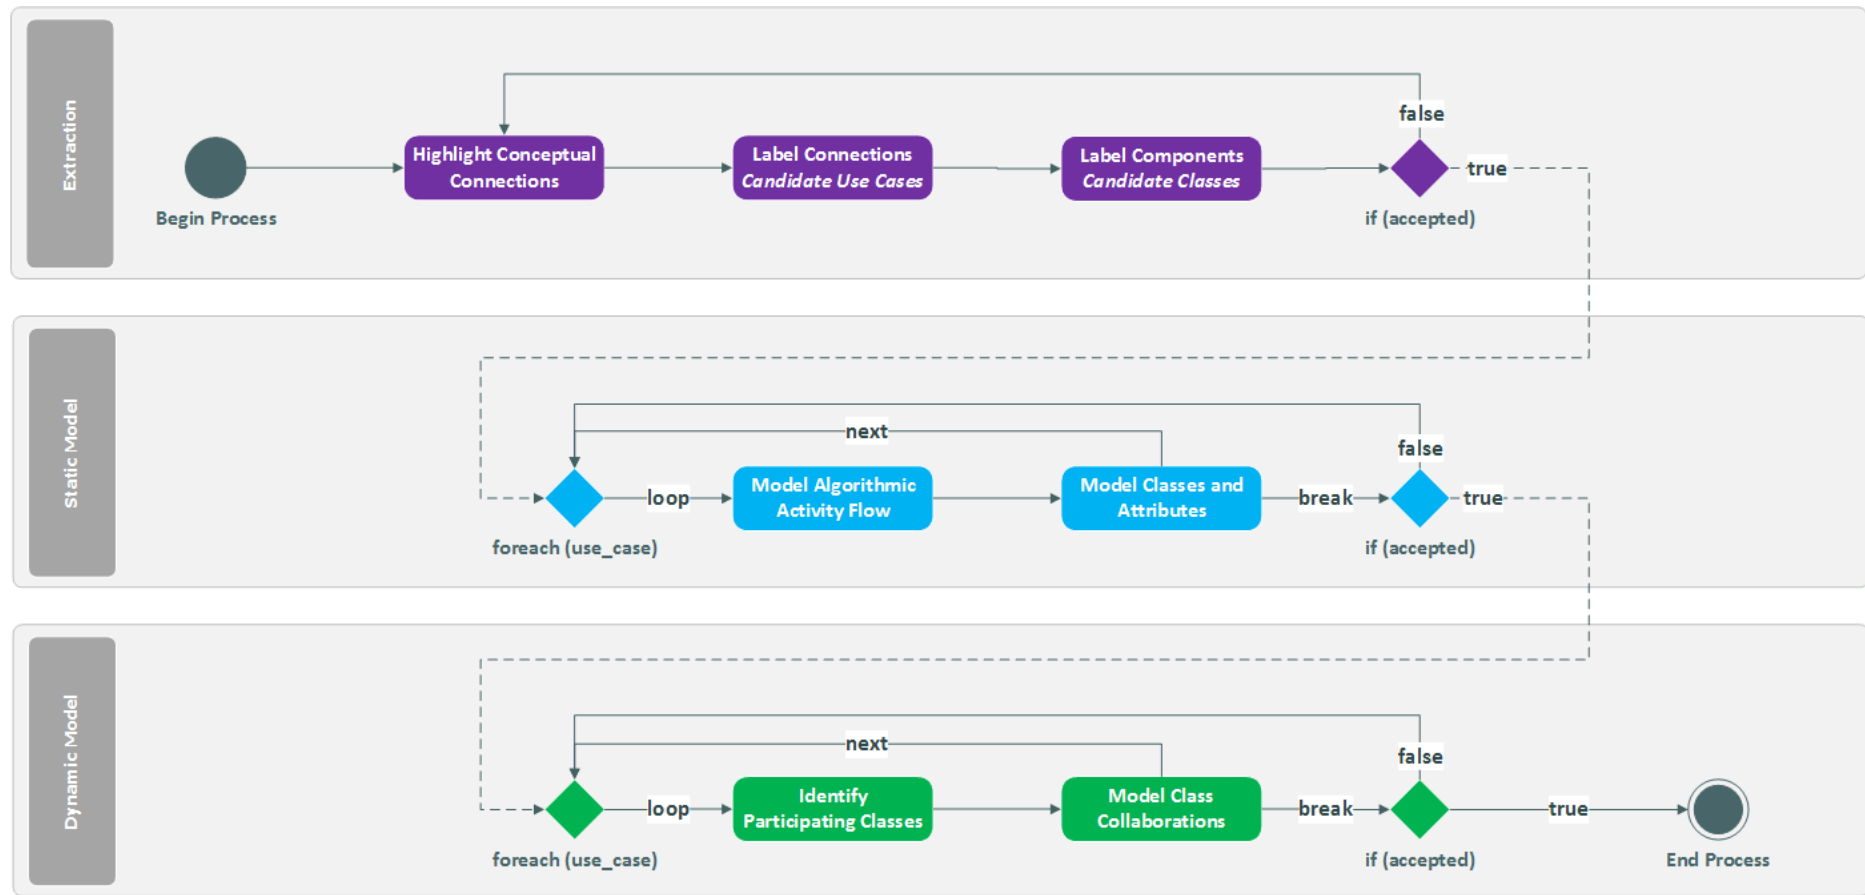 Extraction
false
Highlight Conceptual
Connections
Label Connections
Candidate Use Cases
Label Components
Candidate Classes
true
Begin Process
if (accepted)
Static Model
next
false
loop
Model Algorithmic
Activity Flow
Model Classes and
Attributes
break
true
foreach (use_case)
if (accepted)
Dynamic Model
next
false
loop
Identify
Participating Classes
Model Class
Collaborations
break
true
foreach (use_case)
if (accepted)
End Process